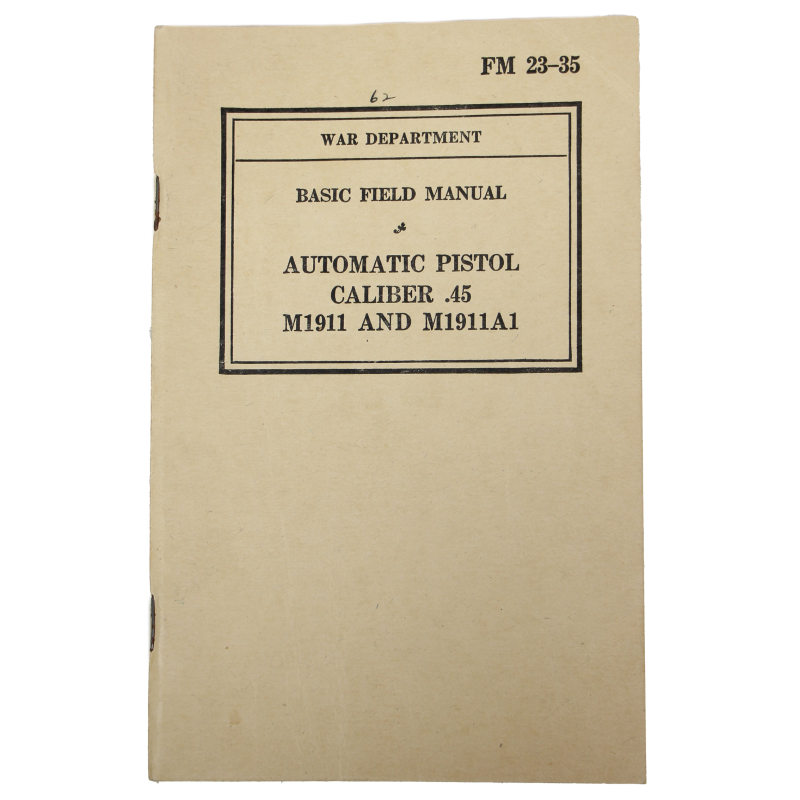 FM 23–35
62
WAR DEPARTMENT
BASIC FIELD MANUAL
AUTOMATIC PISTOL
CALIBER .45
M1911 AND M1911A1